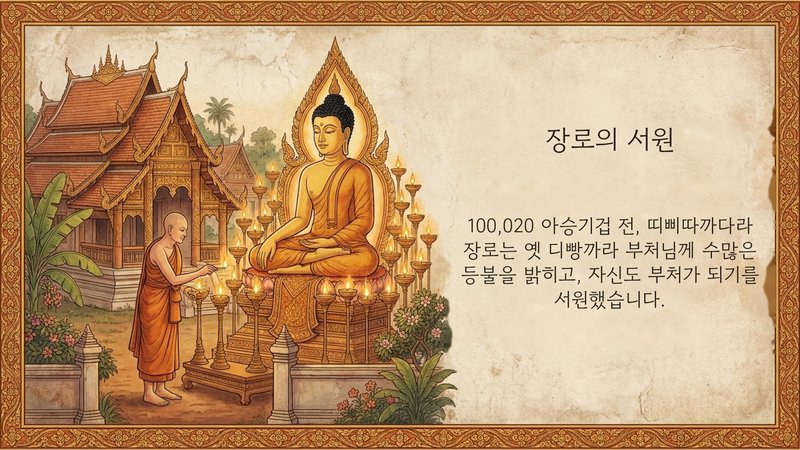 장로의 서원
100,020 아승기겁 전, 띠삐따까다라
장로는 옛 디빵까라 부처님께 수많은
등불을 밝히고, 자신도 부처가 되기를
서원했습니다.